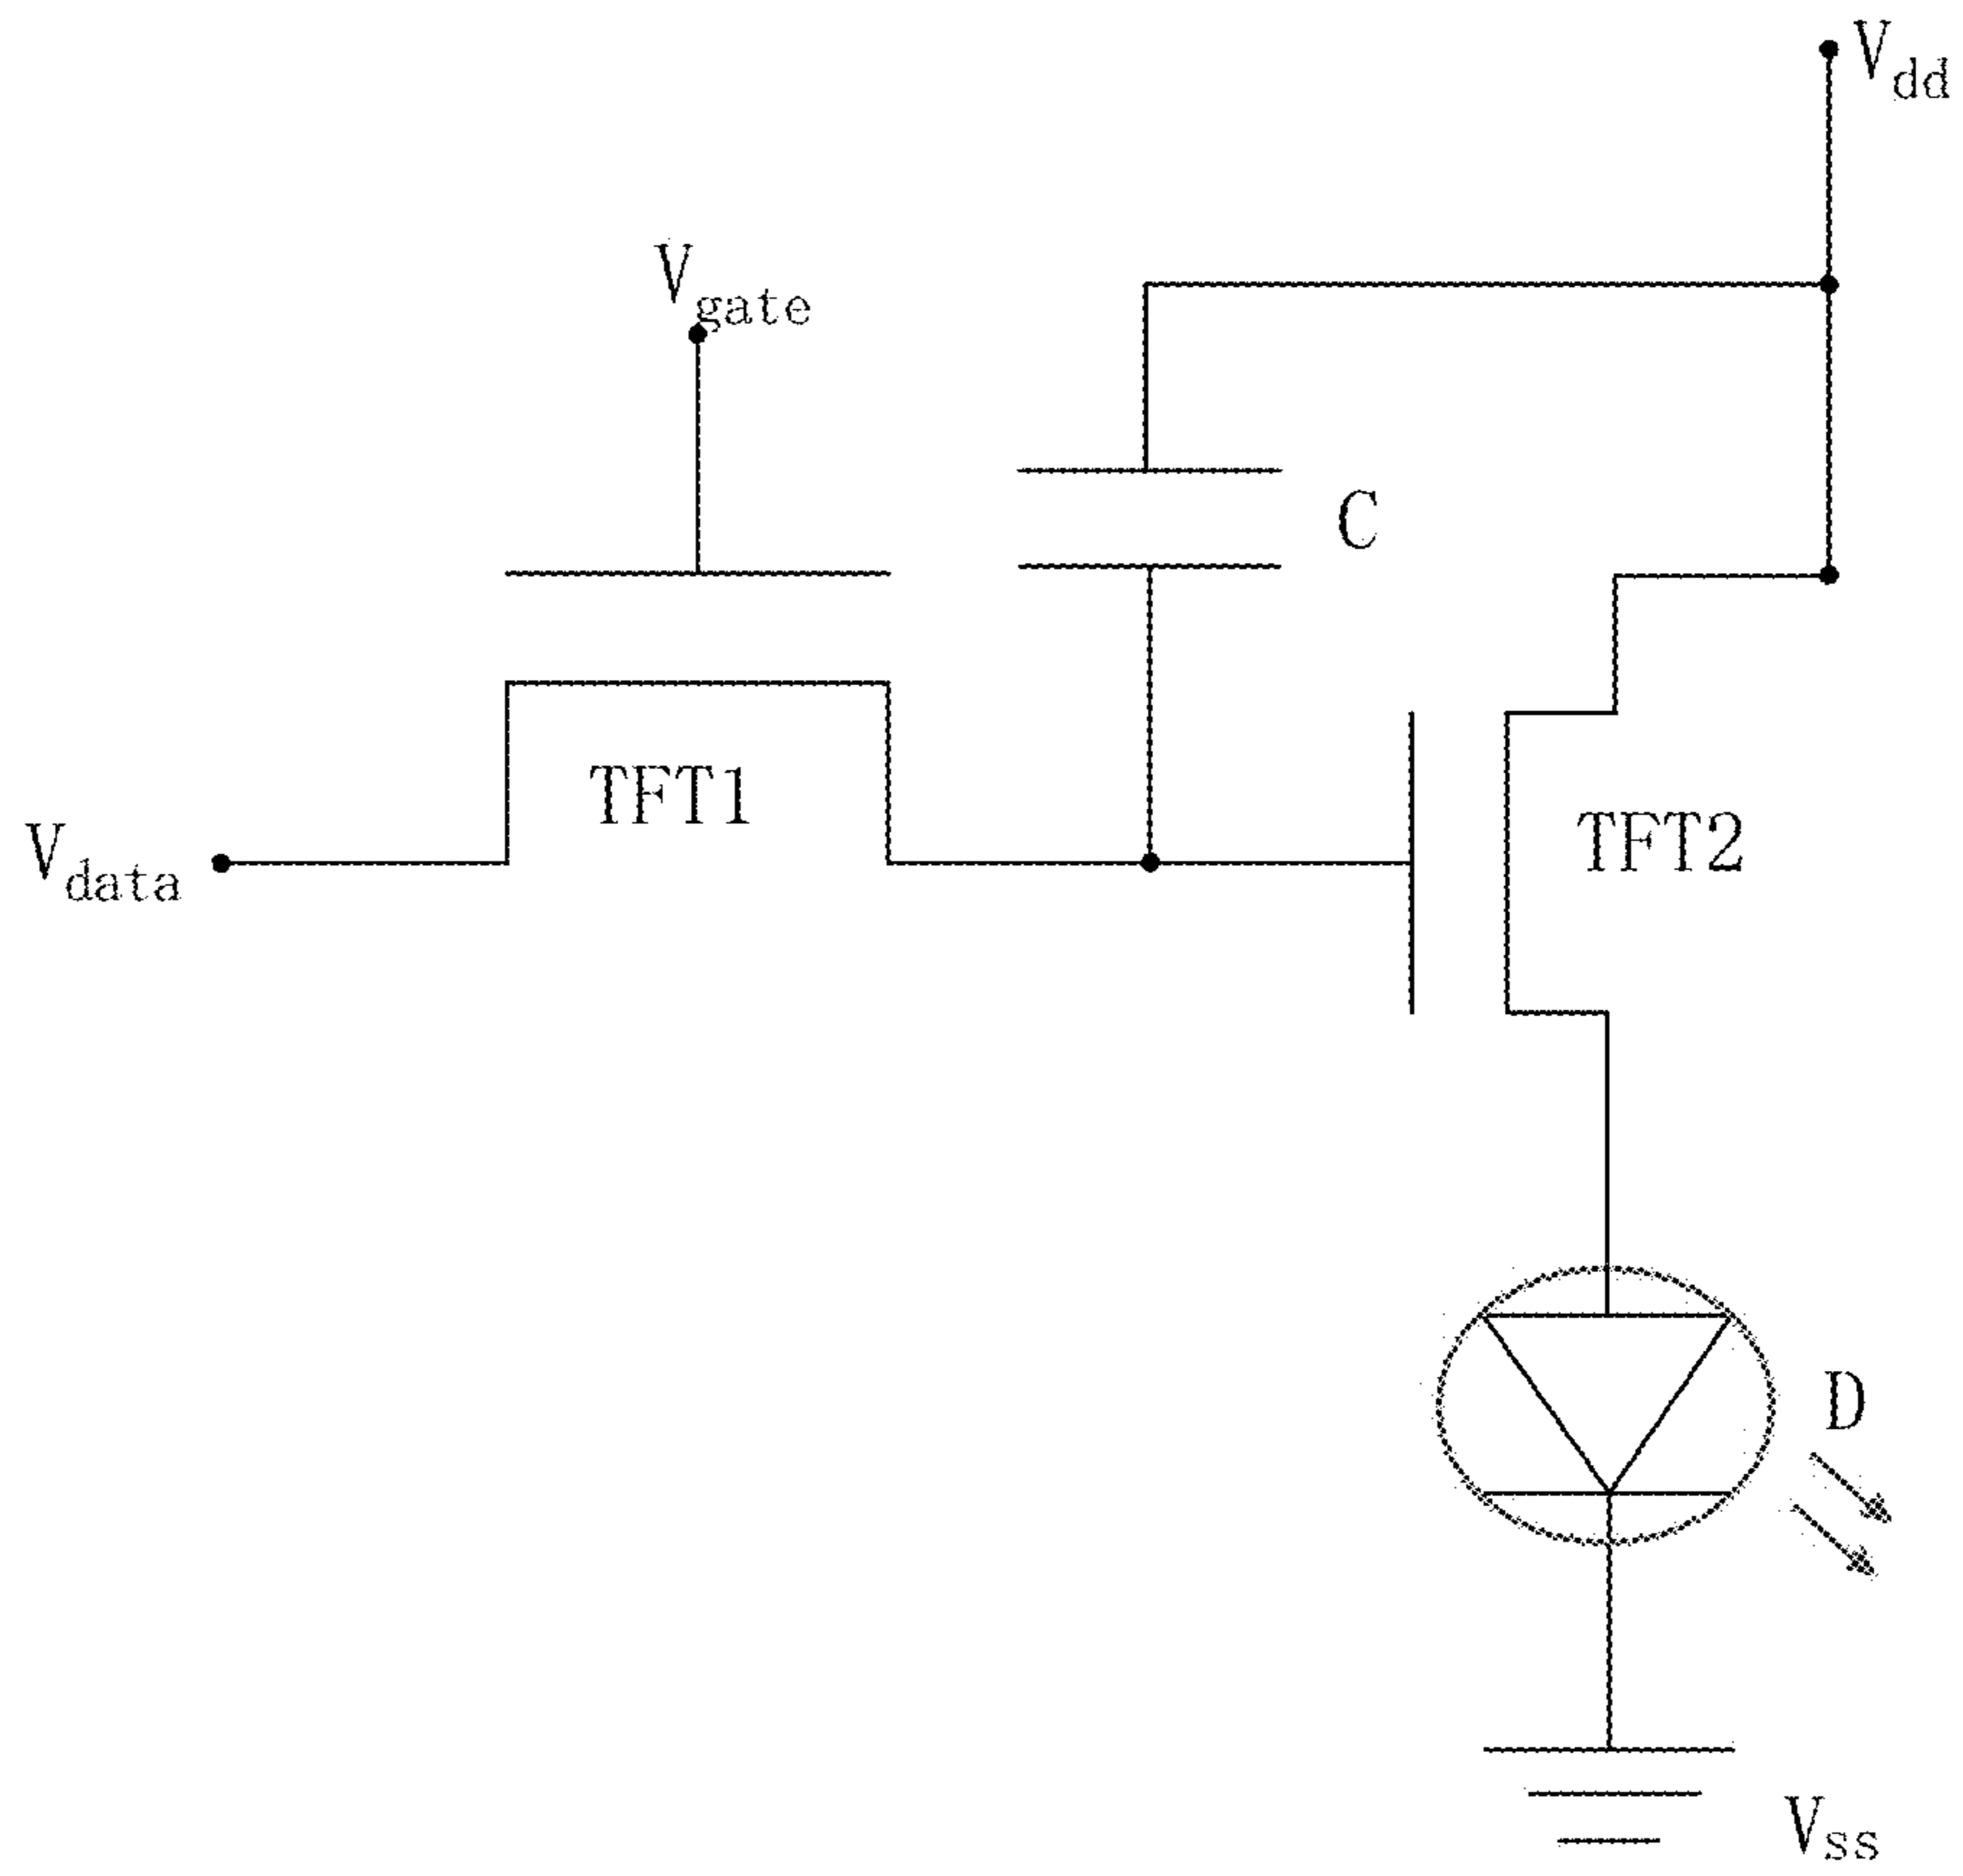 Vdd
Vgate
C
TFT1
TFT2
Vdata
D
Vss